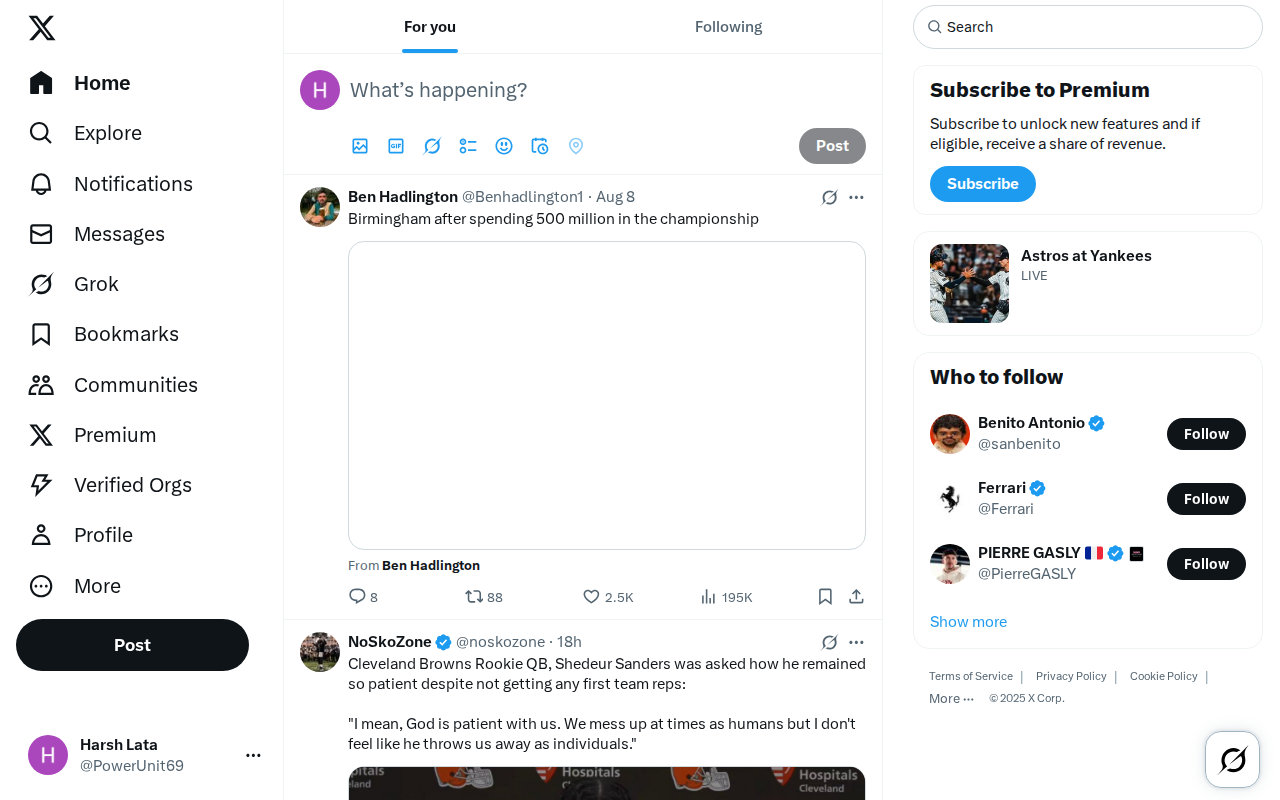 Home
Explore
Notifications
Messages
Grok
Bookmarks
Communities
Premium
Verified Orgs
Profile
More
Post
H
Harsh Lata
@PowerUnit69
For you
Following
H
What's happening?
GIF
Post
Ben Hadlington @Benhadlington1 · Aug 8
Birmingham after spending 500 million in the championship
From Ben Hadlington
8 88 2.5K 195K
NoSkoZone @noskozone · 18h
Cleveland Browns Rookie QB, Shedeur Sanders was asked how he remained
so patient despite not getting any first team reps:
"I mean, God is patient with us. We mess up at times as humans but I don't
feel like he throws us away as individuals."
Hospitals
Cleveland
Search
Subscribe to Premium
Subscribe to unlock new features and if
eligible, receive a share of revenue.
Subscribe
Astros at Yankees
LIVE
Who to follow
Benito Antonio
@sanbenito
Follow
Ferrari
@Ferrari
Follow
PIERRE GASLY
@PierreGASLY
Follow
Show more
Terms of Service | Privacy Policy | Cookie Policy |
More ··· © 2025 X Corp.